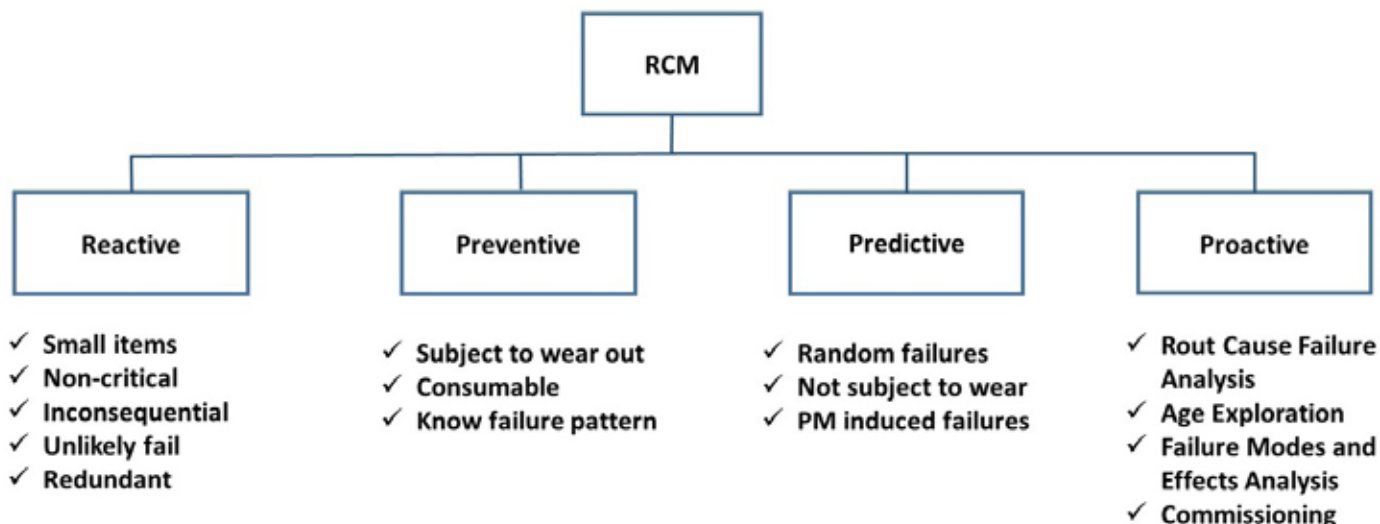 RCM
Reactive
Preventive
Predictive
Proactive
✓ Small items
✓ Non-critical
✓ Inconsequential
✓ Unlikely fail
✓ Redundant
✓ Subject to wear out
✓ Consumable
✓ Know failure pattern
✓ Random failures
✓ Not subject to wear
✓ PM induced failures
✓ Rout Cause Failure
Analysis
✓ Age Exploration
✓ Failure Modes and
Effects Analysis
✓ Commissioning